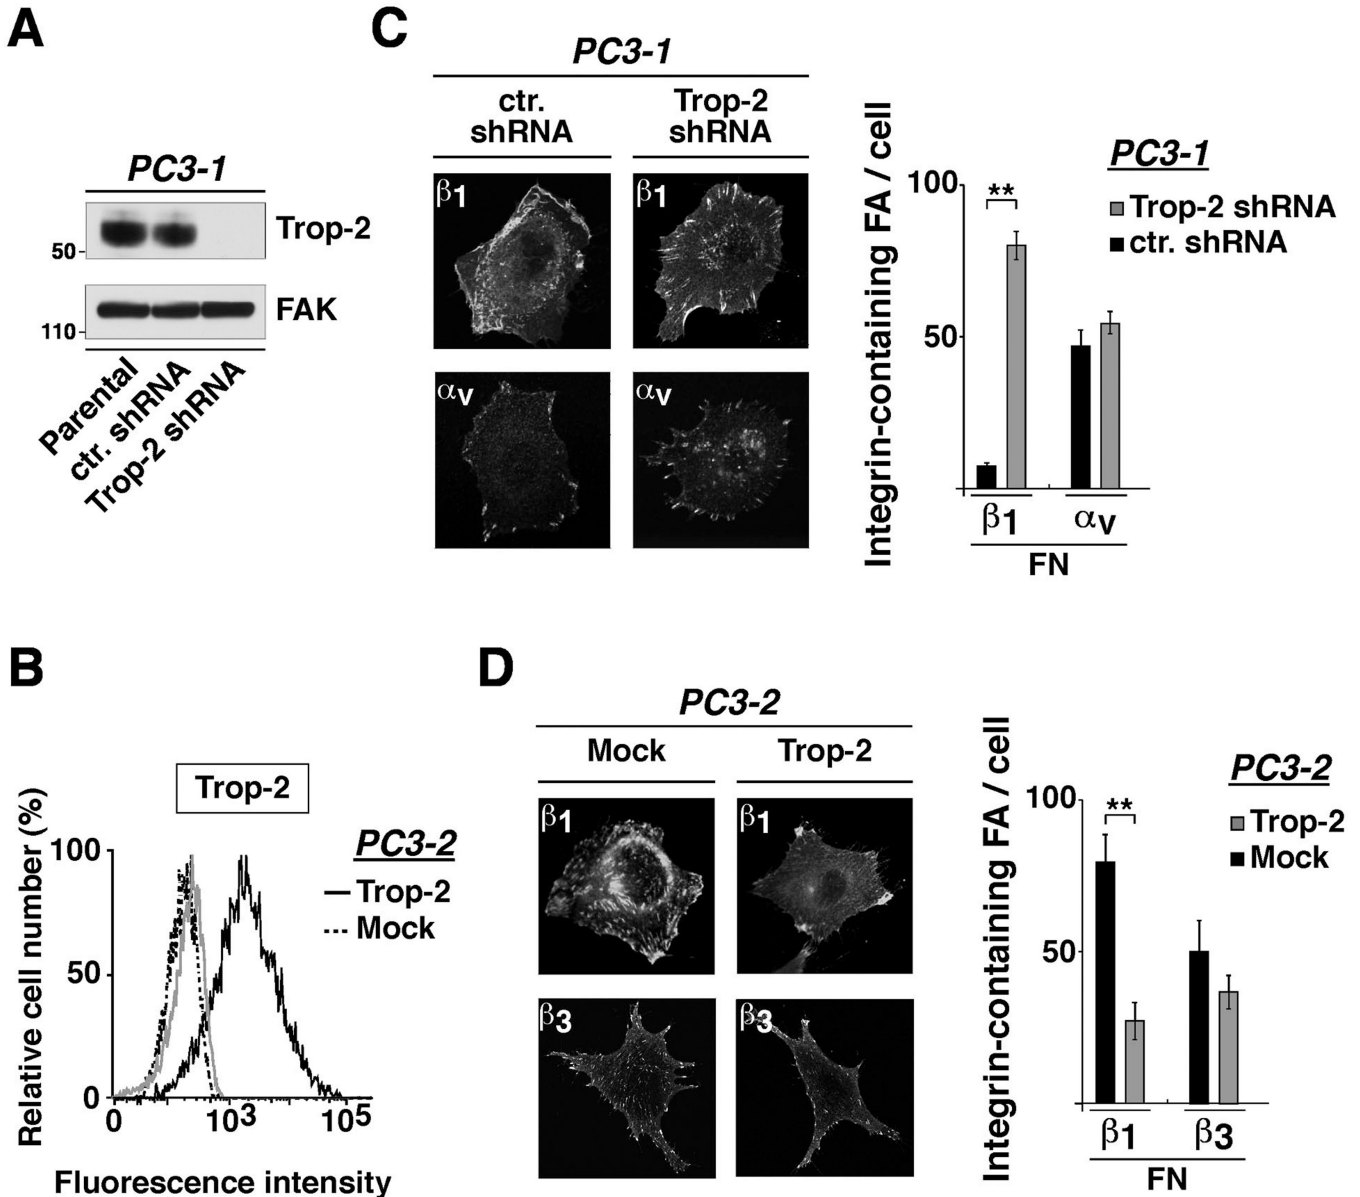 A
PC3-1
Trop-2
50
FAK
110
Parental
ctr. shRNA
Trop-2 shRNA
C
PC3-1
ctr.
shRNA
Trop-2
shRNA
β1
β1
αv
αv
Integrin-containing FA / cell
100
50
**
PC3-1
Trop-2 shRNA
ctr. shRNA
β1
αv
FN
B
Trop-2
Relative cell number (%)
100
50
0
PC3-2
Trop-2
Mock
0
10³
10⁵
Fluorescence intensity
D
PC3-2
Mock
Trop-2
β1
β1
β3
β3
Integrin-containing FA / cell
100
50
**
PC3-2
Trop-2
Mock
β1
β3
FN